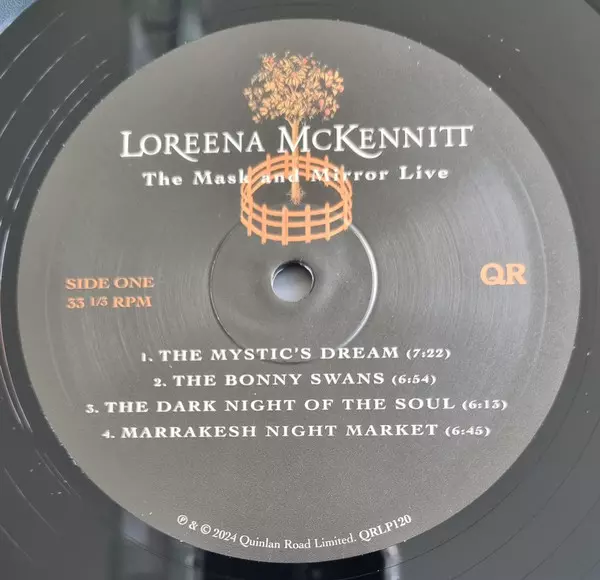 LOREENA MCKENNITT
The Mask and Mirror Live
SIDE ONE
33 1/3 RPM
QR
1. THE MYSTIC'S DREAM (7:22)
2. THE BONNY SWANS (6:54)
3. THE DARK NIGHT OF THE SOUL (6:13)
4. MARRAKESH NIGHT MARKET (6:45)
℗ & © 2024 Quinlan Road Limited. QRLP120